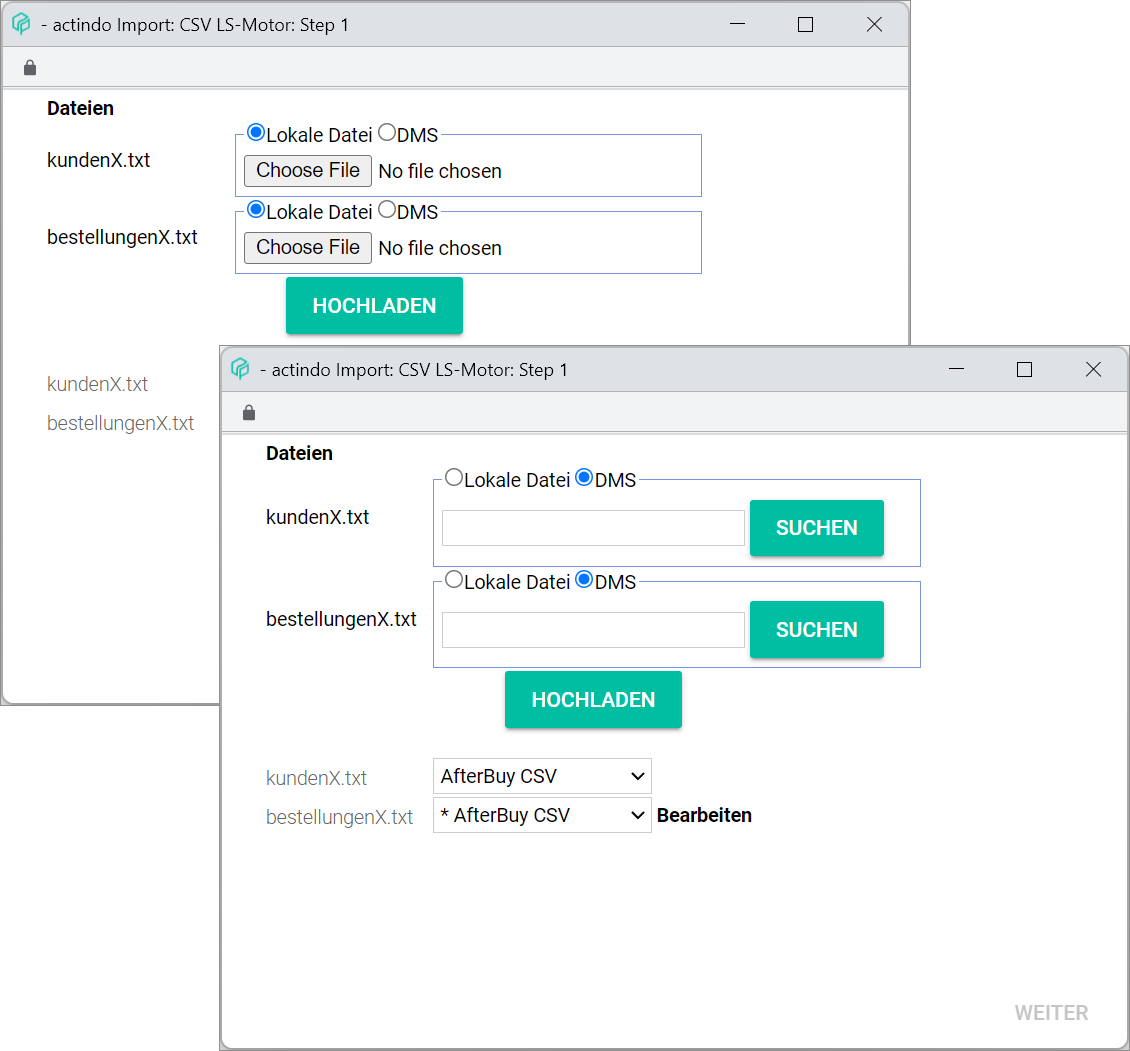 - actindo Import: CSV LS-Motor: Step 1
Dateien
Lokale Datei DMS
kundenX.txt
Choose File No file chosen
Lokale Datei DMS
bestellungenX.txt
Choose File No file chosen
HOCHLADEN
kundenX.txt
bestellungenX.txt
- actindo Import: CSV LS-Motor: Step 1
Dateien
Lokale Datei DMS
kundenX.txt
SUCHEN
Lokale Datei DMS
bestellungenX.txt
SUCHEN
HOCHLADEN
kundenX.txt AfterBuy CSV
bestellungenX.txt * AfterBuy CSV Bearbeiten
WEITER